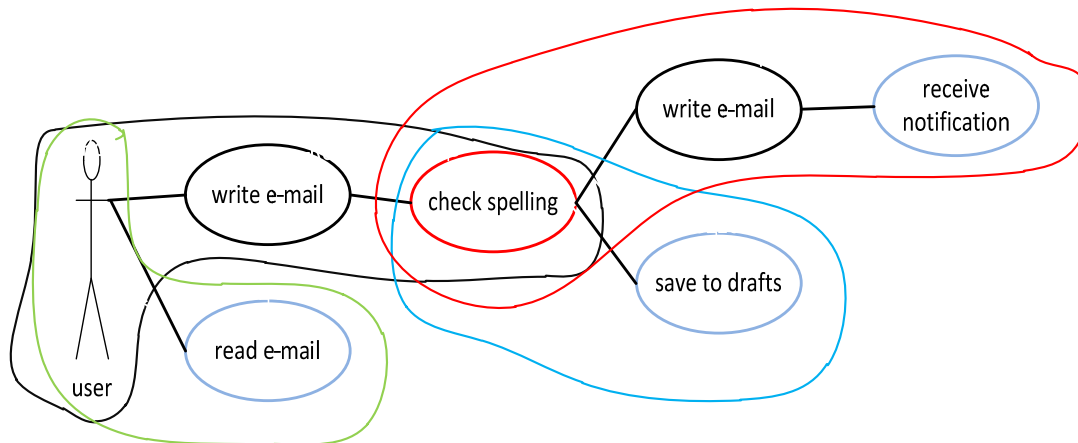 write e-mail
receive
notification
write e-mail
check spelling
save to drafts
read e-mail
user